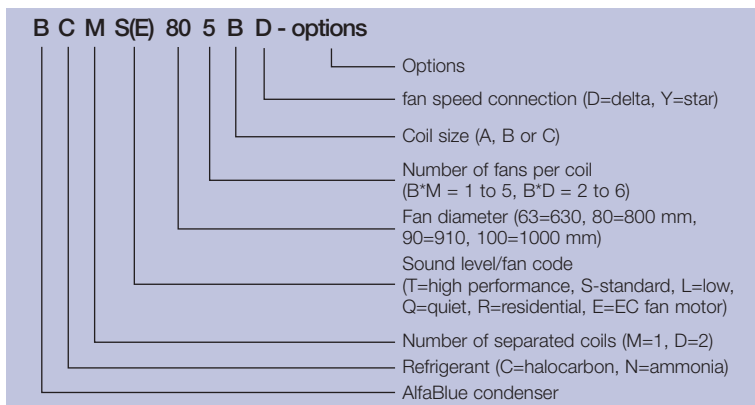 B C M S(E) 80 5 B D - options
Options
fan speed connection (D=delta, Y=star)
Coil size (A, B or C)
Number of fans per coil
(B*M = 1 to 5, B*D = 2 to 6)
Fan diameter (63=630, 80=800 mm,
90=910, 100=1000 mm)
Sound level/fan code
(T=high performance, S-standard, L=low,
Q=quiet, R=residential, E=EC fan motor)
Number of separated coils (M=1, D=2)
Refrigerant (C=halocarbon, N=ammonia)
AlfaBlue condenser